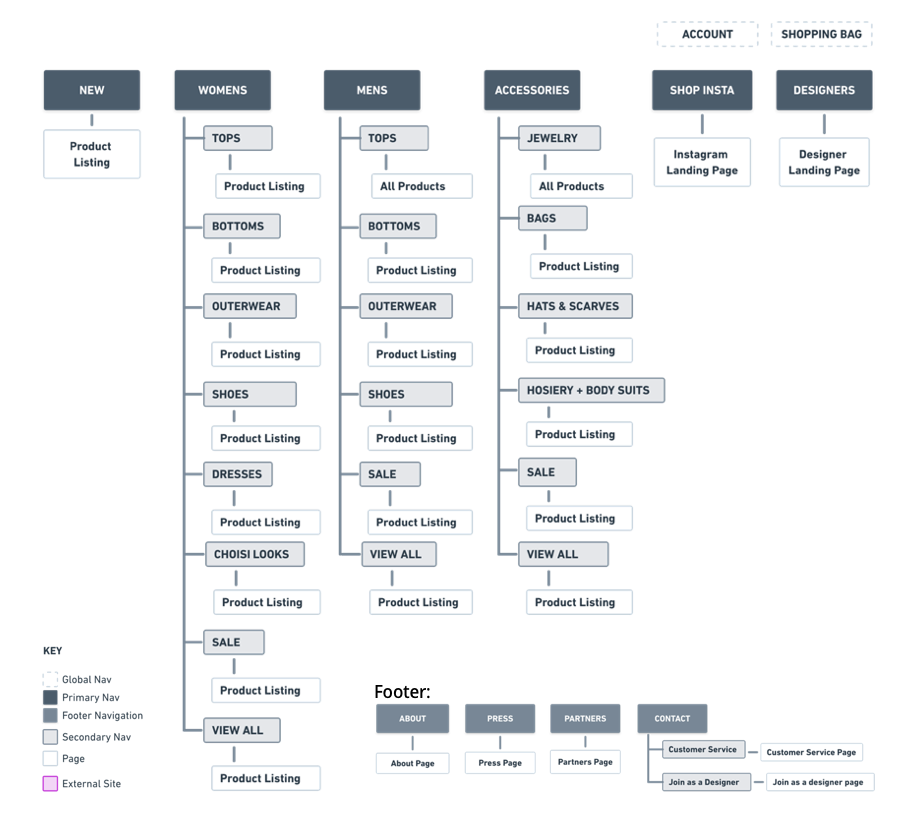 ACCOUNT
SHOPPING BAG
NEW
WOMENS
MENS
ACCESSORIES
SHOP INSTA
DESIGNERS
Product
Listing
Instagram
Landing Page
Designer
Landing Page
TOPS
Product Listing
BOTTOMS
Product Listing
OUTERWEAR
Product Listing
SHOES
Product Listing
DRESSES
Product Listing
CHOISI LOOKS
Product Listing
SALE
Product Listing
VIEW ALL
Product Listing
TOPS
All Products
BOTTOMS
Product Listing
OUTERWEAR
Product Listing
SHOES
Product Listing
SALE
Product Listing
VIEW ALL
Product Listing
JEWELRY
All Products
BAGS
Product Listing
HATS & SCARVES
Product Listing
HOSIERY + BODY SUITS
Product Listing
SALE
Product Listing
VIEW ALL
Product Listing
KEY
Global Nav
Primary Nav
Footer Navigation
Secondary Nav
Page
External Site
Footer:
ABOUT
PRESS
PARTNERS
CONTACT
About Page
Press Page
Partners Page
Customer Service
Customer Service Page
Join as a Designer
Join as a designer page